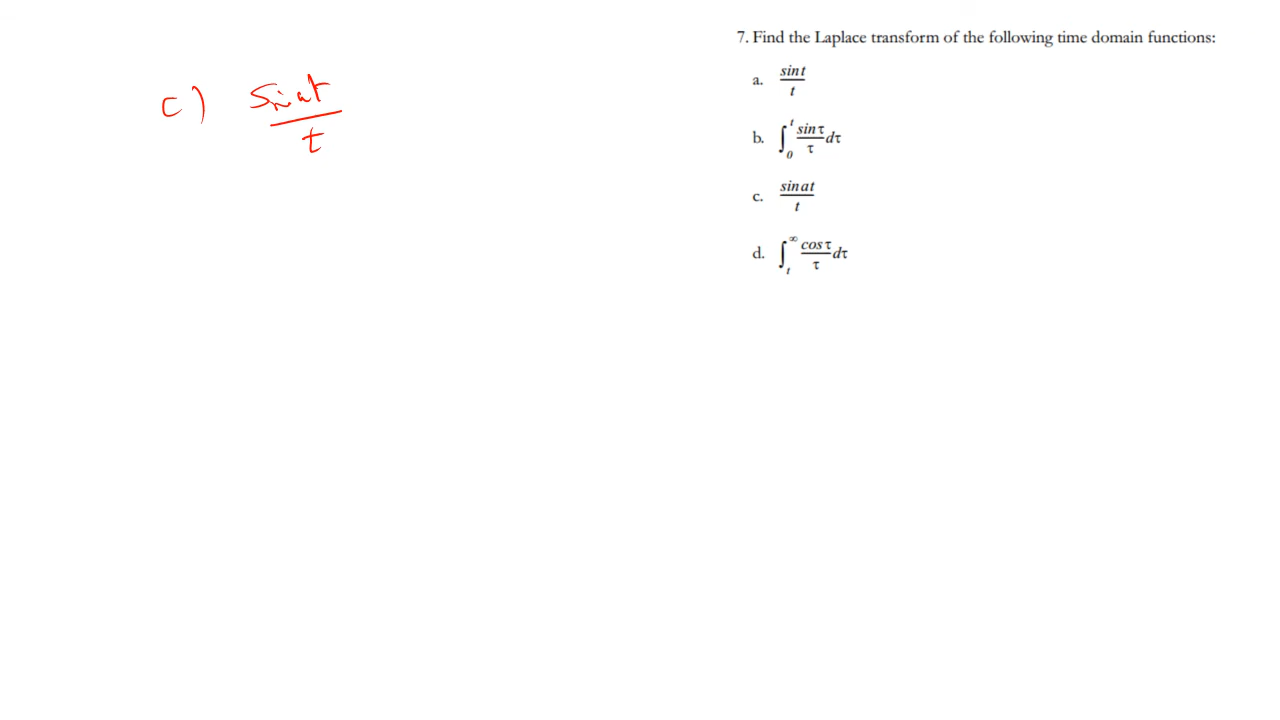 c) sin at / t
7. Find the Laplace transform of the following time domain functions:
a. sin t / t
b. ∫₀ᵗ sin τ / τ dτ
c. sin at / t
d. ∫ₜ^∞ cos τ / τ dτ